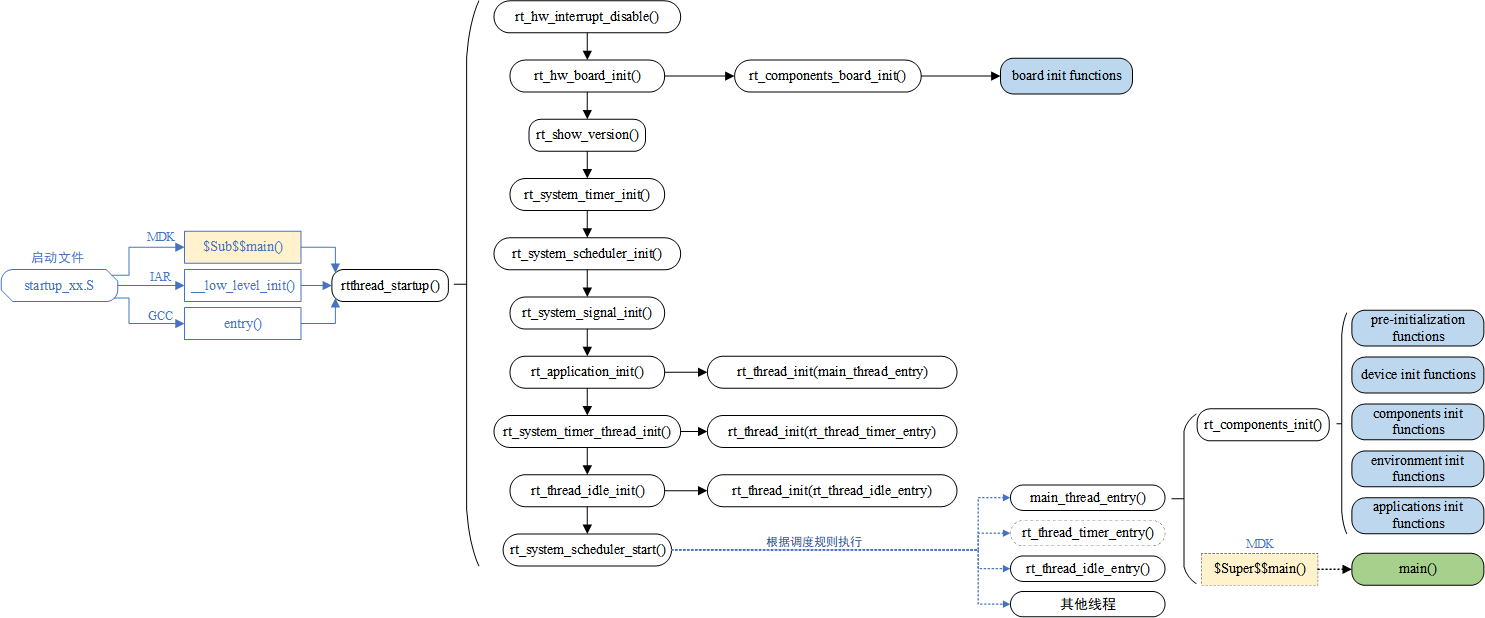 启动文件
startup_xx.S
MDK
$Sub$$main()
IAR
__low_level_init()
GCC
entry()
rtthread_startup()
rt_hw_interrupt_disable()
rt_hw_board_init()
rt_components_board_init()
board init functions
rt_show_version()
rt_system_timer_init()
rt_system_scheduler_init()
rt_system_signal_init()
rt_application_init()
rt_thread_init(main_thread_entry)
rt_system_timer_thread_init()
rt_thread_init(rt_thread_timer_entry)
rt_thread_idle_init()
rt_thread_init(rt_thread_idle_entry)
rt_system_scheduler_start()
根据调度规则执行
main_thread_entry()
rt_thread_timer_entry()
rt_thread_idle_entry()
其他线程
rt_components_init()
pre-initialization
functions
device init functions
components init
functions
environment init
functions
applications init
functions
MDK
$Super$$main()
main()